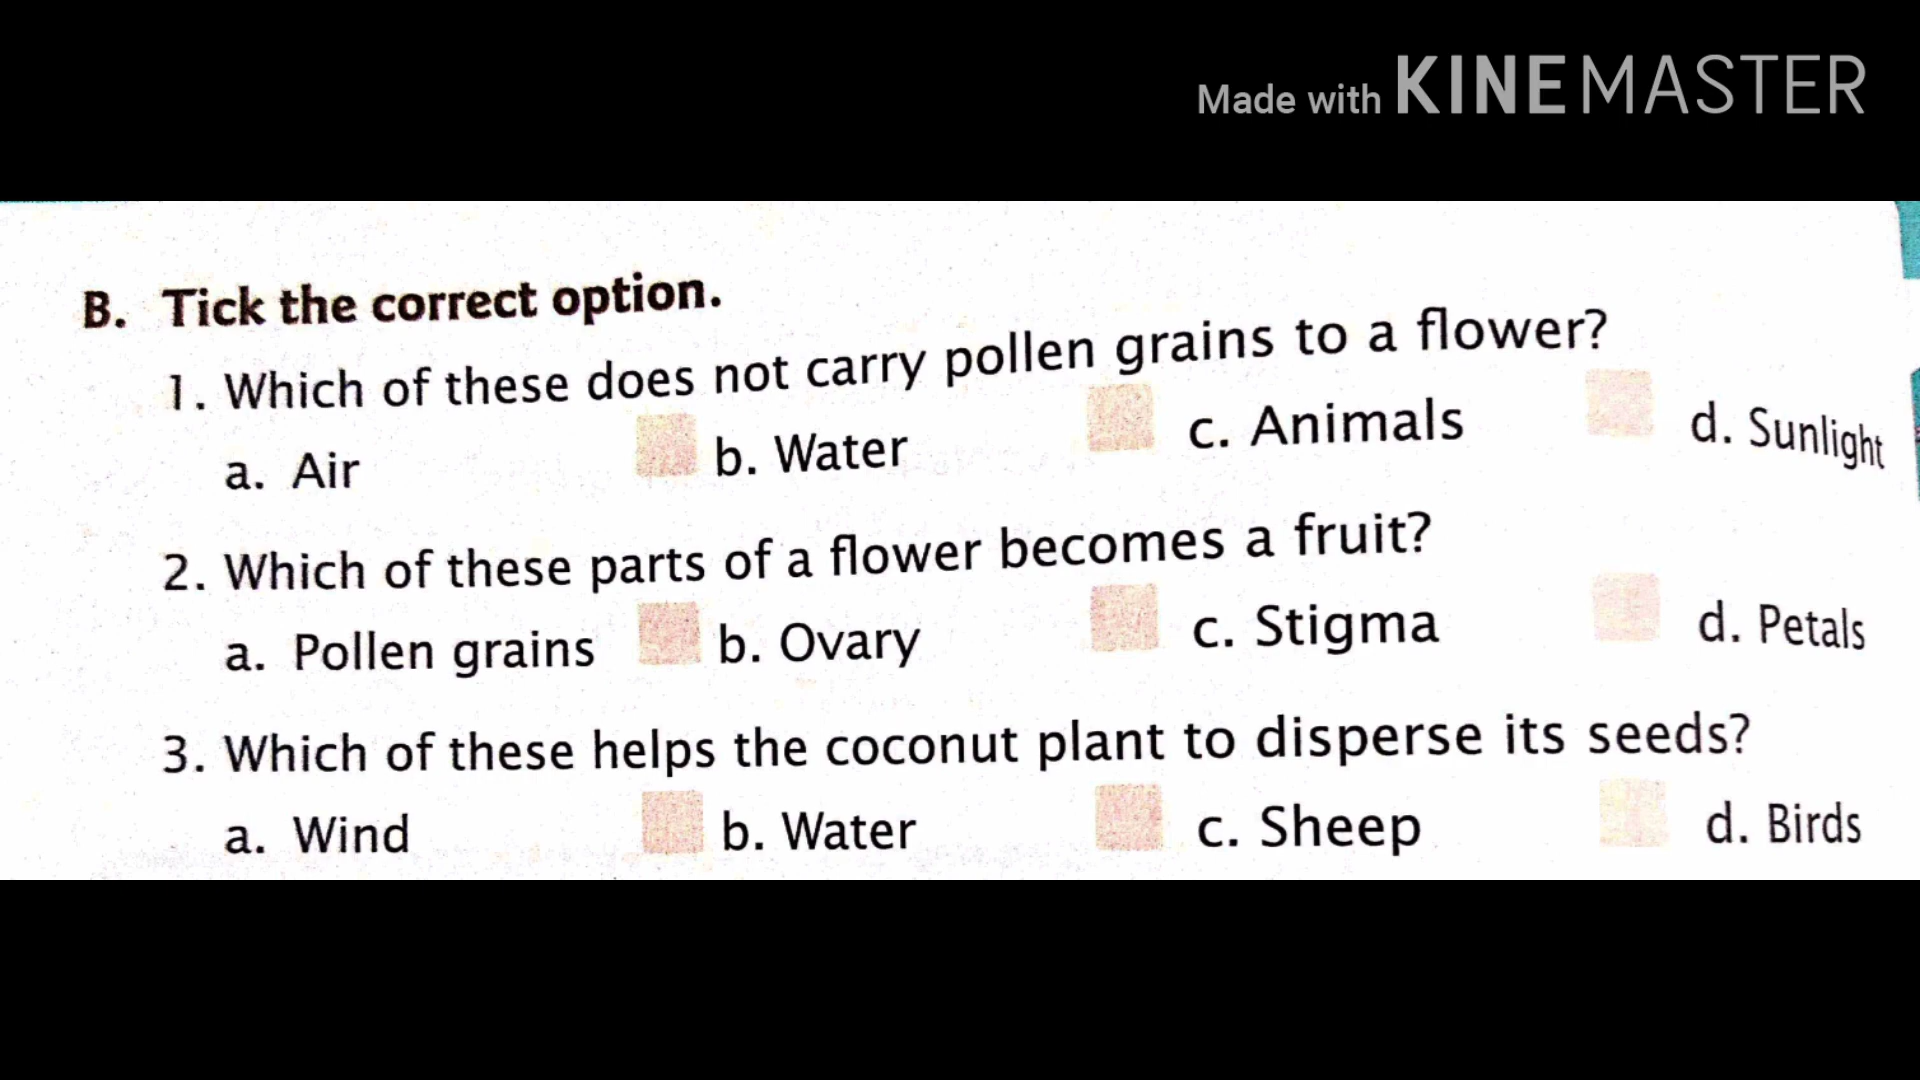 Made with KINEMASTER
B. Tick the correct option.
1. Which of these does not carry pollen grains to a flower?
a. Air b. Water c. Animals d. Sunlight
2. Which of these parts of a flower becomes a fruit?
a. Pollen grains b. Ovary c. Stigma d. Petals
3. Which of these helps the coconut plant to disperse its seeds?
a. Wind b. Water c. Sheep d. Birds